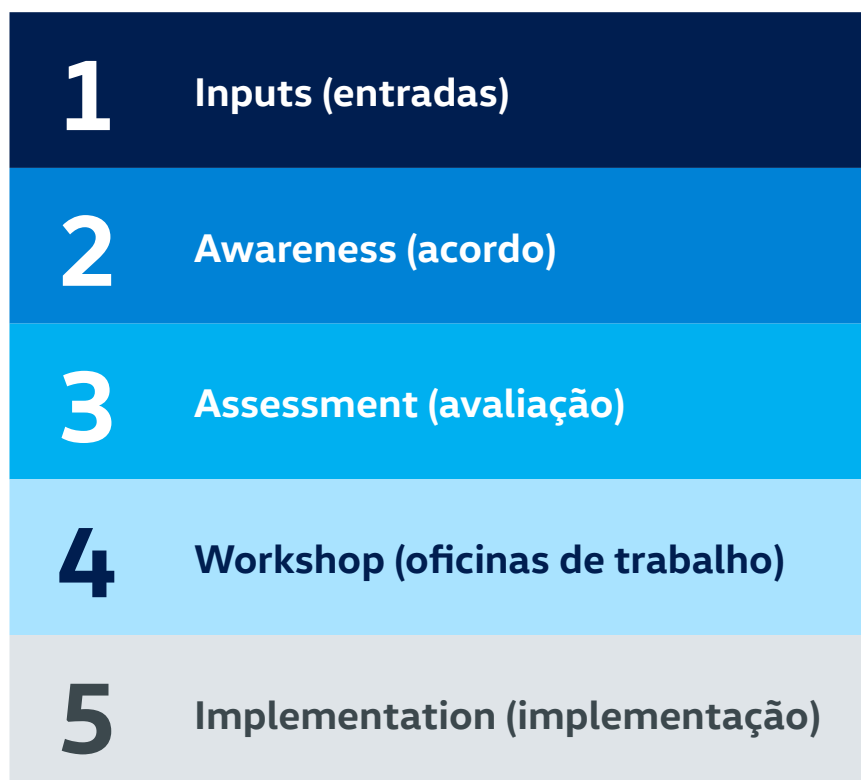 1 Inputs (entradas)
2 Awareness (acordo)
3 Assessment (avaliação)
4 Workshop (oficinas de trabalho)
5 Implementation (implementação)